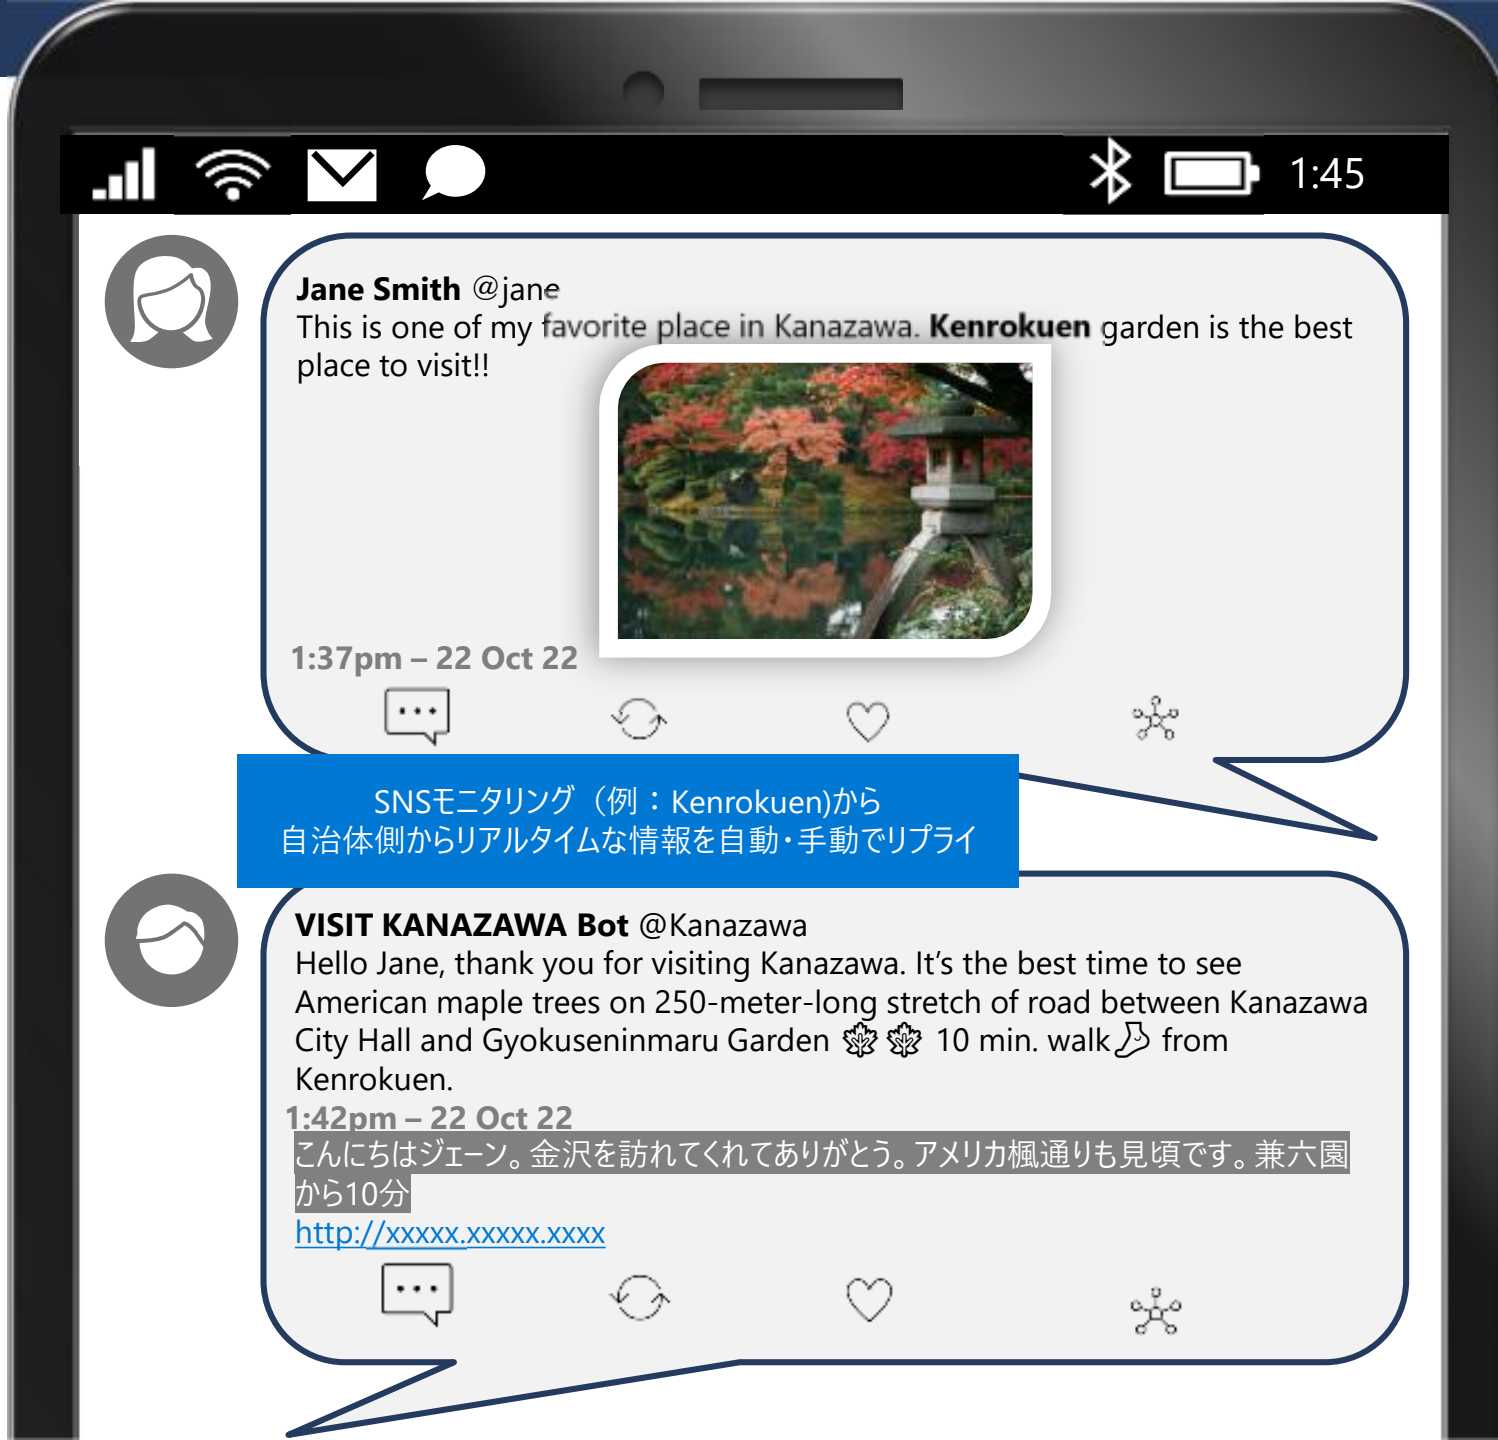 1:45
Jane Smith @jane
This is one of my favorite place in Kanazawa. Kenrokuen garden is the best
place to visit!!
1:37pm – 22 Oct 22
SNSモニタリング（例：Kenrokuen)から
自治体側からリアルタイムな情報を自動・手動でリプライ
VISIT KANAZAWA Bot @Kanazawa
Hello Jane, thank you for visiting Kanazawa. It’s the best time to see
American maple trees on 250-meter-long stretch of road between Kanazawa
City Hall and Gyokuseninmaru Garden 🍁🍁 10 min. walk from
Kenrokuen.
1:42pm – 22 Oct 22
こんにちはジェーン。金沢を訪れてくれてありがとう。アメリカ楓通りも見頃です。兼六園
から10分
http://xxxxx.xxxxx.xxxx